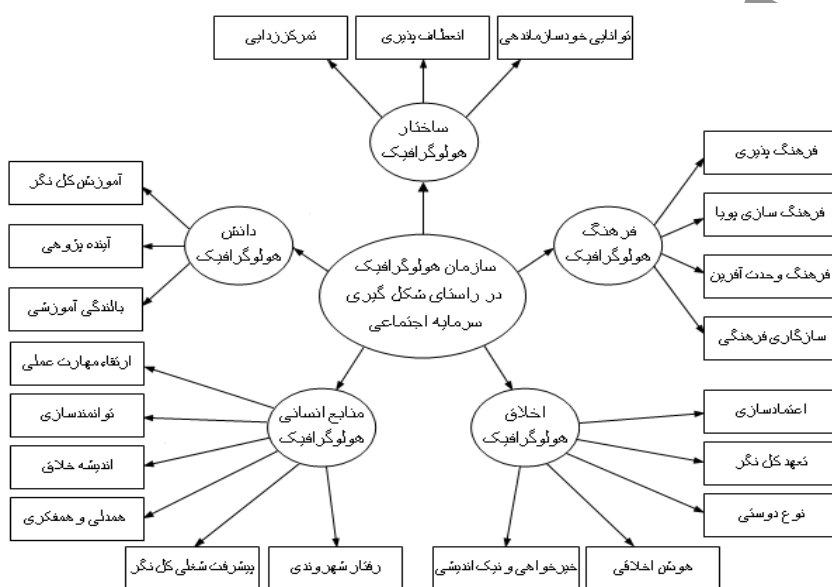 توانایی خودسازماندهی
انعطاف پذیری
تمرکززدایی
ساختار
هولوگرافیک
فرهنگ پذیری
فرهنگ سازی پویا
فرهنگ وحدت آفرین
سازگاری فرهنگی
فرهنگ
هولوگرافیک
دانش
هولوگرافیک
آموزش کل نگر
آینده پژوهی
بالندگی آموزشی
سازمان هولوگرافیک
در راستای شکل گیری
سرمایه اجتماعی
اخلاق
هولوگرافیک
اعتمادسازی
تعهد کل نگر
نوع دوستی
هوش اخلاقی
خیرخواهی و نیک اندیشی
منابع انسانی
هولوگرافیک
ارتقاء مهارت عملی
توانمندسازی
اندیشه خلاق
همدلی و همفکری
پیشرفت شغلی کل نگر
رفتار شهروندی